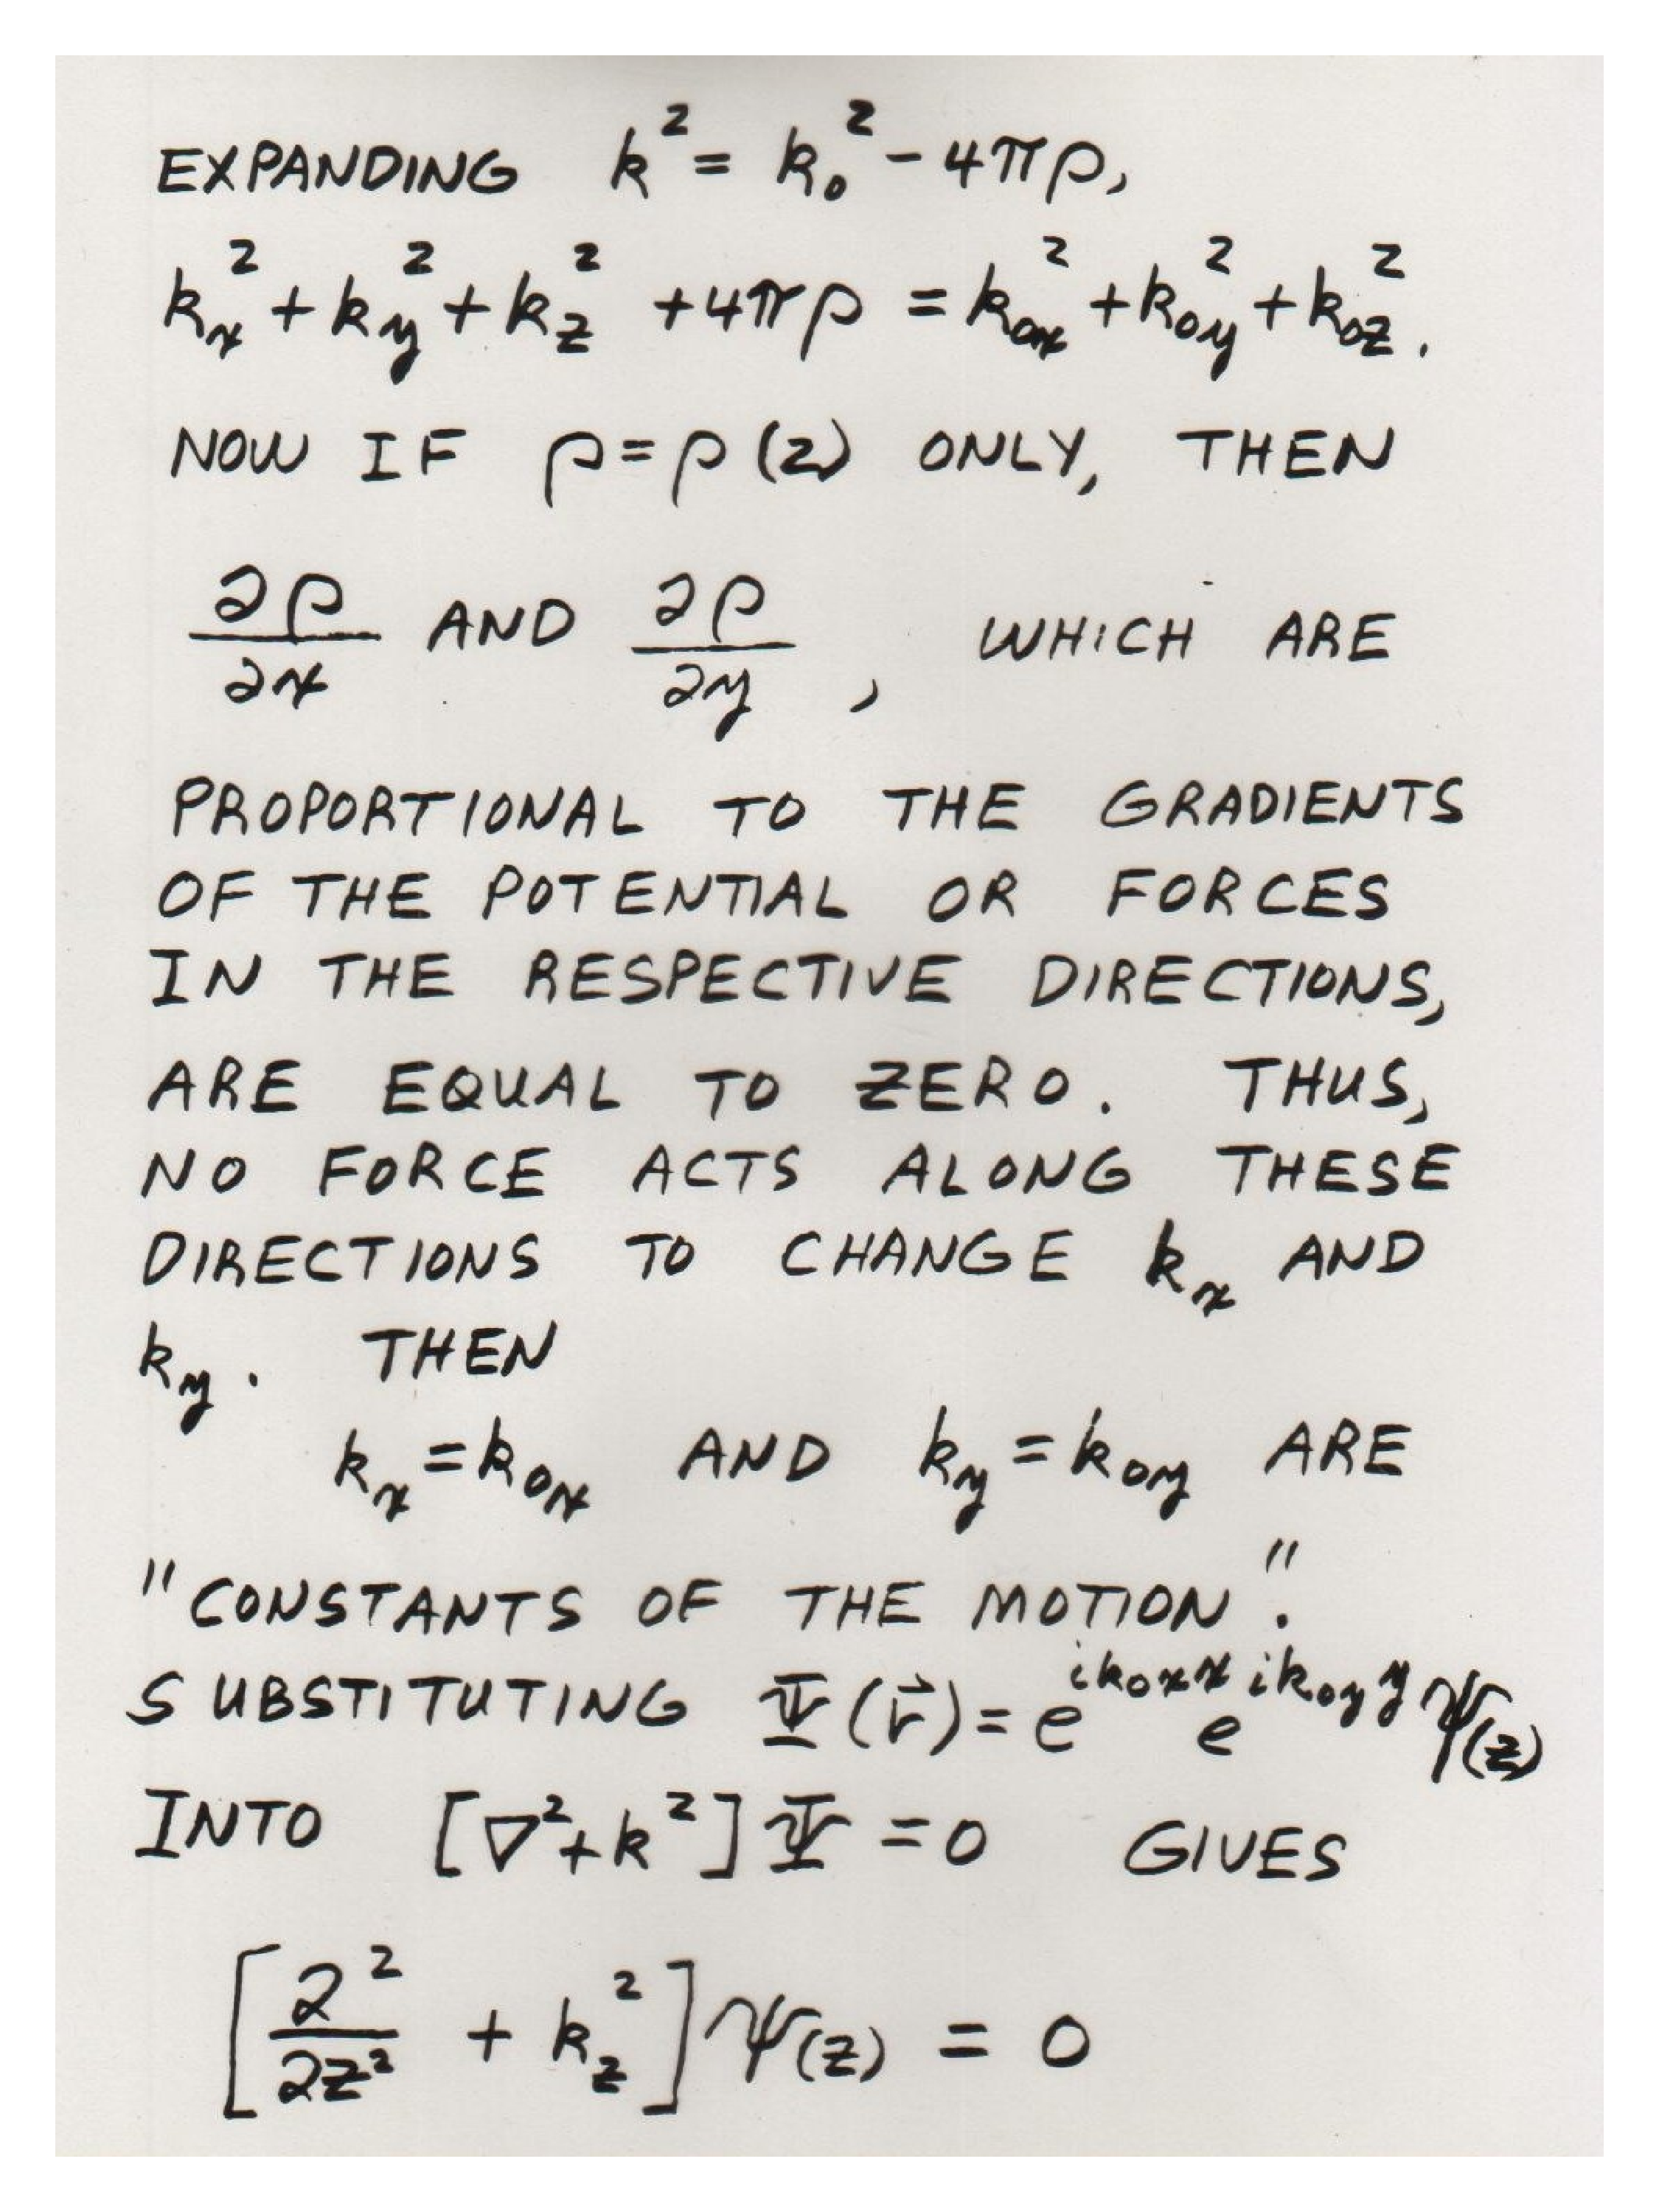 EXPANDING k² = k₀² - 4πρ,
kₓ² + k_y² + k_z² + 4πρ = k₀ₓ² + k₀y² + k₀z².
NOW IF ρ = ρ(z) ONLY, THEN
∂ρ/∂x AND ∂ρ/∂y, WHICH ARE
PROPORTIONAL TO THE GRADIENTS
OF THE POTENTIAL OR FORCES
IN THE RESPECTIVE DIRECTIONS,
ARE EQUAL TO ZERO. THUS,
NO FORCE ACTS ALONG THESE
DIRECTIONS TO CHANGE kₓ AND
k_y. THEN
kₓ = k₀ₓ AND k_y = k₀y ARE
"CONSTANTS OF THE MOTION".
SUBSTITUTING Ψ(r⃗) = e^{ik₀ₓx} e^{ik₀y y} ψ(z)
INTO [∇² + k²] Ψ = 0 GIVES
[∂²/∂z² + k_z²] ψ(z) = 0